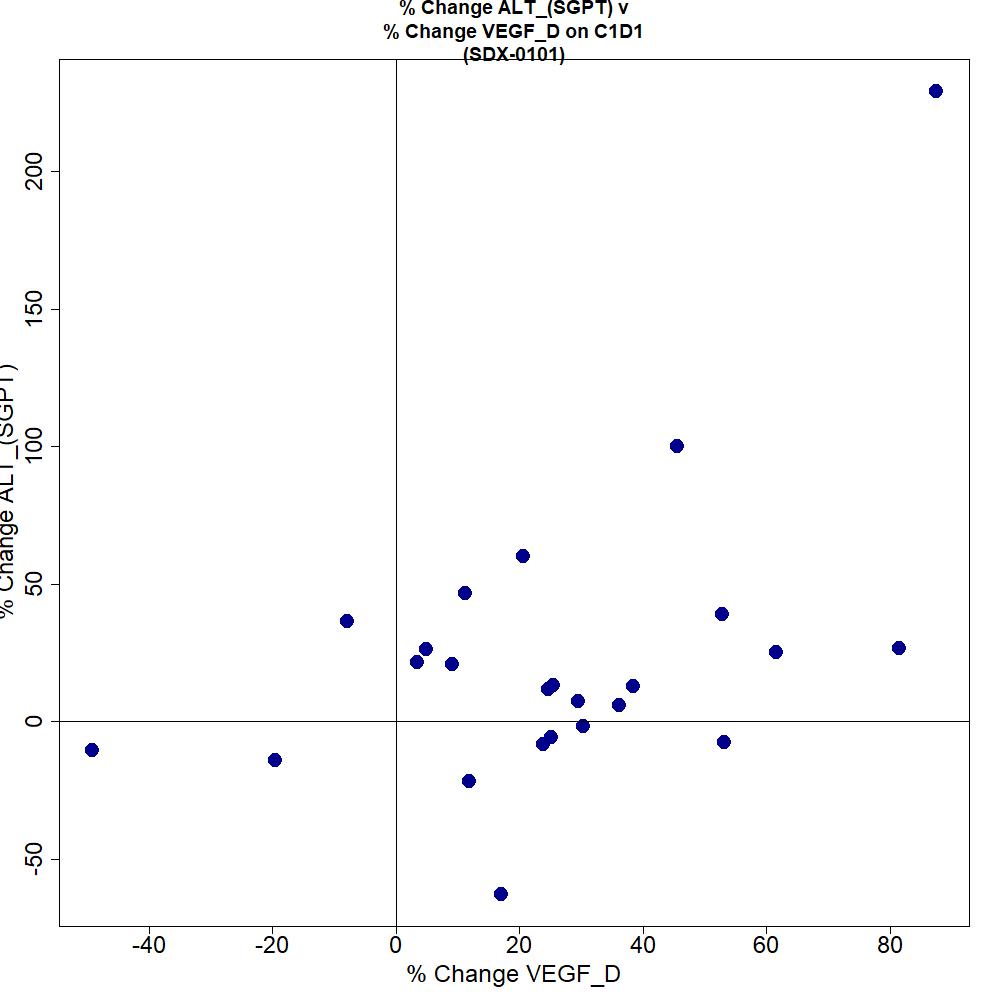 % Change ALT_(SGPT) v
% Change VEGF_D on C1D1
(SDX-0101)
% Change ALT_(SGPT)
200
150
100
50
0
-50
-40
-20
0
20
40
60
80
% Change VEGF_D